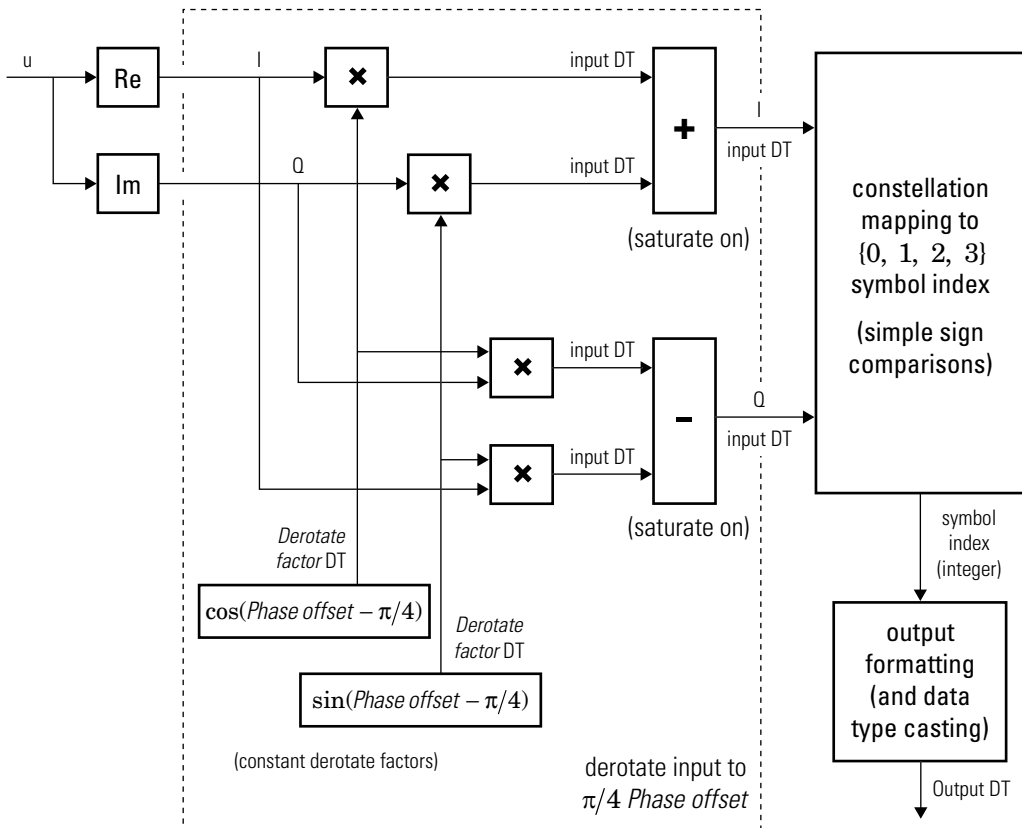 u
Re
I
×
input DT
+
I
input DT
Im
Q
×
input DT
(saturate on)
constellation
mapping to
{0, 1, 2, 3}
symbol index
(simple sign
comparisons)
×
input DT
-
Q
input DT
×
input DT
(saturate on)
Derotate
factor DT
cos(Phase offset – π/4)
Derotate
factor DT
sin(Phase offset – π/4)
(constant derotate factors)
derotate input to
π/4 Phase offset
symbol
index
(integer)
output
formatting
(and data
type casting)
Output DT